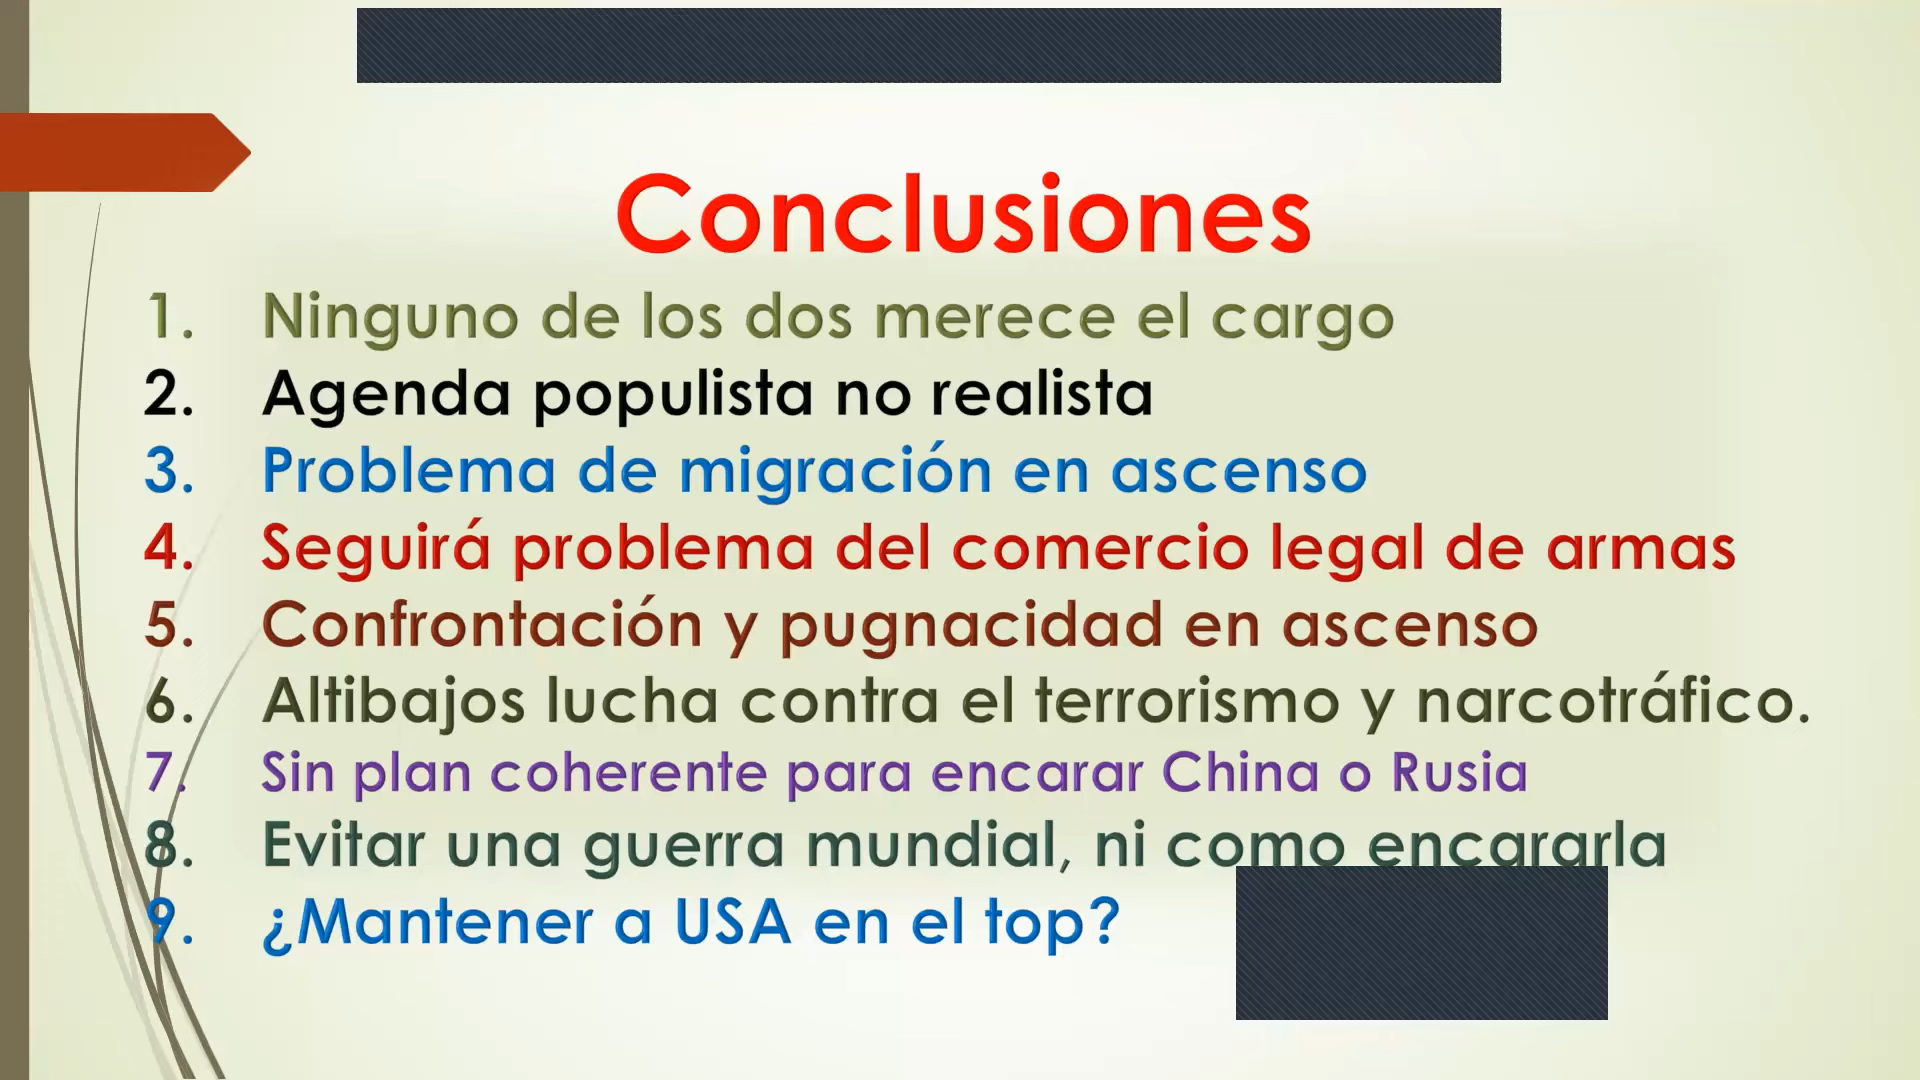 Conclusiones
1. Ninguno de los dos merece el cargo
2. Agenda populista no realista
3. Problema de migración en ascenso
4. Seguirá problema del comercio legal de armas
5. Confrontación y pugnacidad en ascenso
6. Altibajos lucha contra el terrorismo y narcotráfico.
7. Sin plan coherente para encarar China o Rusia
8. Evitar una guerra mundial, ni como encararla
9. ¿Mantener a USA en el top?